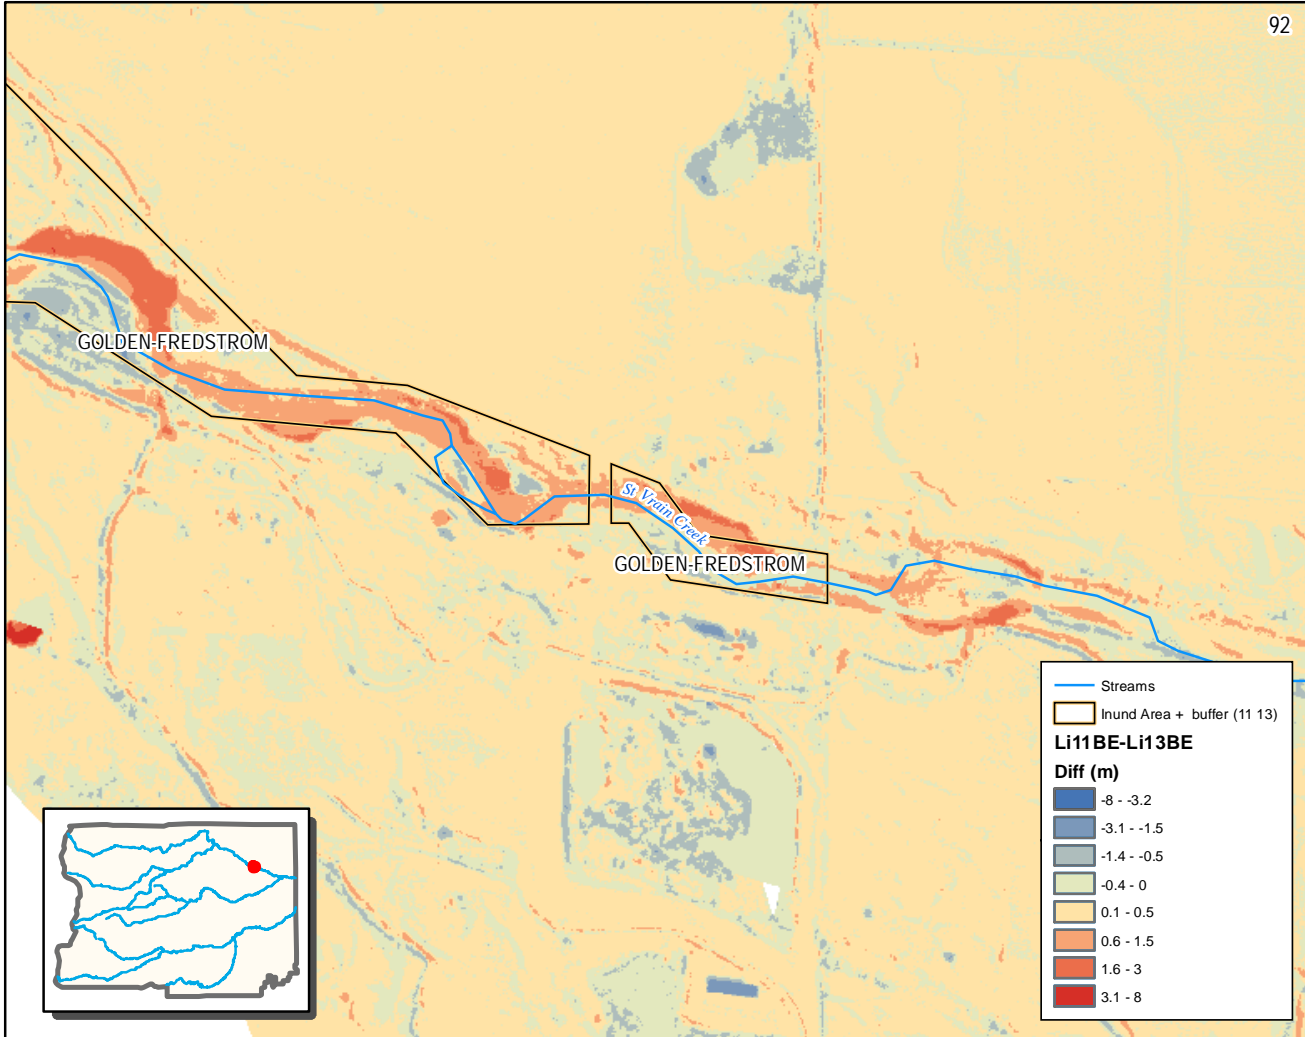 92
GOLDEN-FREDSTROM
St Vrain Creek
GOLDEN-FREDSTROM
Streams
Inund Area + buffer (11 13)
Li11BE-Li13BE
Diff (m)
-8 - -3.2
-3.1 - -1.5
-1.4 - -0.5
-0.4 - 0
0.1 - 0.5
0.6 - 1.5
1.6 - 3
3.1 - 8